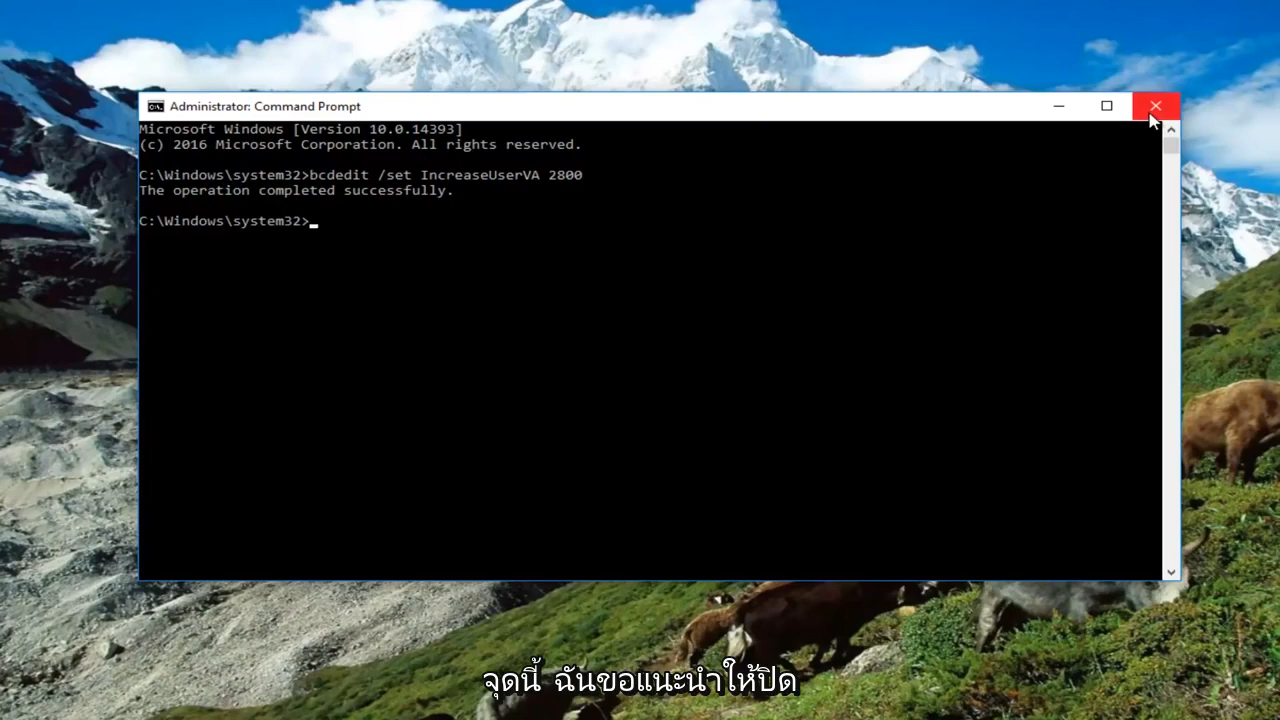 Administrator: Command Prompt
Microsoft Windows [Version 10.0.14393]
(c) 2016 Microsoft Corporation. All rights reserved.
C:\Windows\system32>bcdedit /set IncreaseUserVA 2800
The operation completed successfully.
C:\Windows\system32>
จุดนี้ ฉันขอแนะนำให้ปิด